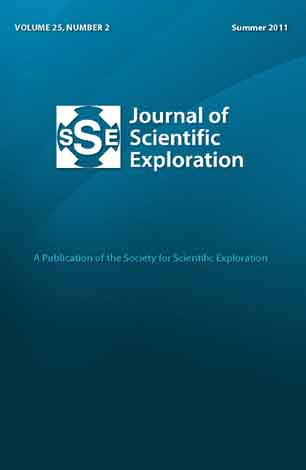 VOLUME 25, NUMBER 2 Summer 2011
SSE
Journal of
Scientific
Exploration
A Publication of the Society for Scientific Exploration